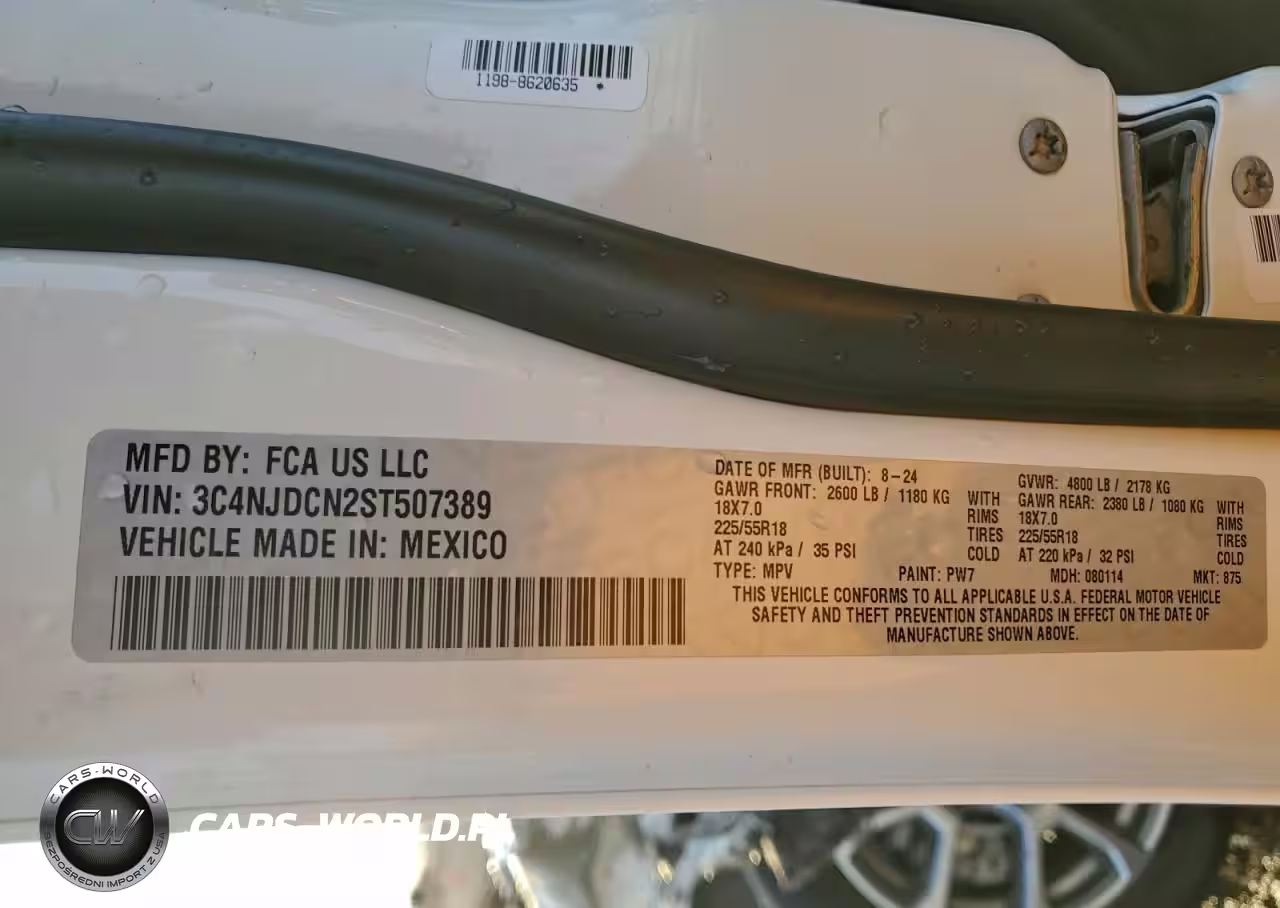 1198-8620635 *
MFD BY: FCA US LLC
VIN: 3C4NJDCN2ST507389
VEHICLE MADE IN: MEXICO
DATE OF MFR (BUILT): 8-24
GAWR FRONT: 2600 LB / 1180 KG WITH
18X7.0 RIMS
225/55R18 TIRES
AT 240 kPa / 35 PSI COLD
GVWR: 4800 LB / 2178 KG
GAWR REAR: 2380 LB / 1080 KG WITH
18X7.0 RIMS
225/55R18 TIRES
AT 220 kPa / 32 PSI COLD
TYPE: MPV PAINT: PW7 MDH: 080114 MKT: 875
THIS VEHICLE CONFORMS TO ALL APPLICABLE U.S.A. FEDERAL MOTOR VEHICLE
SAFETY AND THEFT PREVENTION STANDARDS IN EFFECT ON THE DATE OF
MANUFACTURE SHOWN ABOVE.
CARS-WORLD
CW
BEZPOŚREDNI IMPORT Z USA
CARS-WORLD.PL